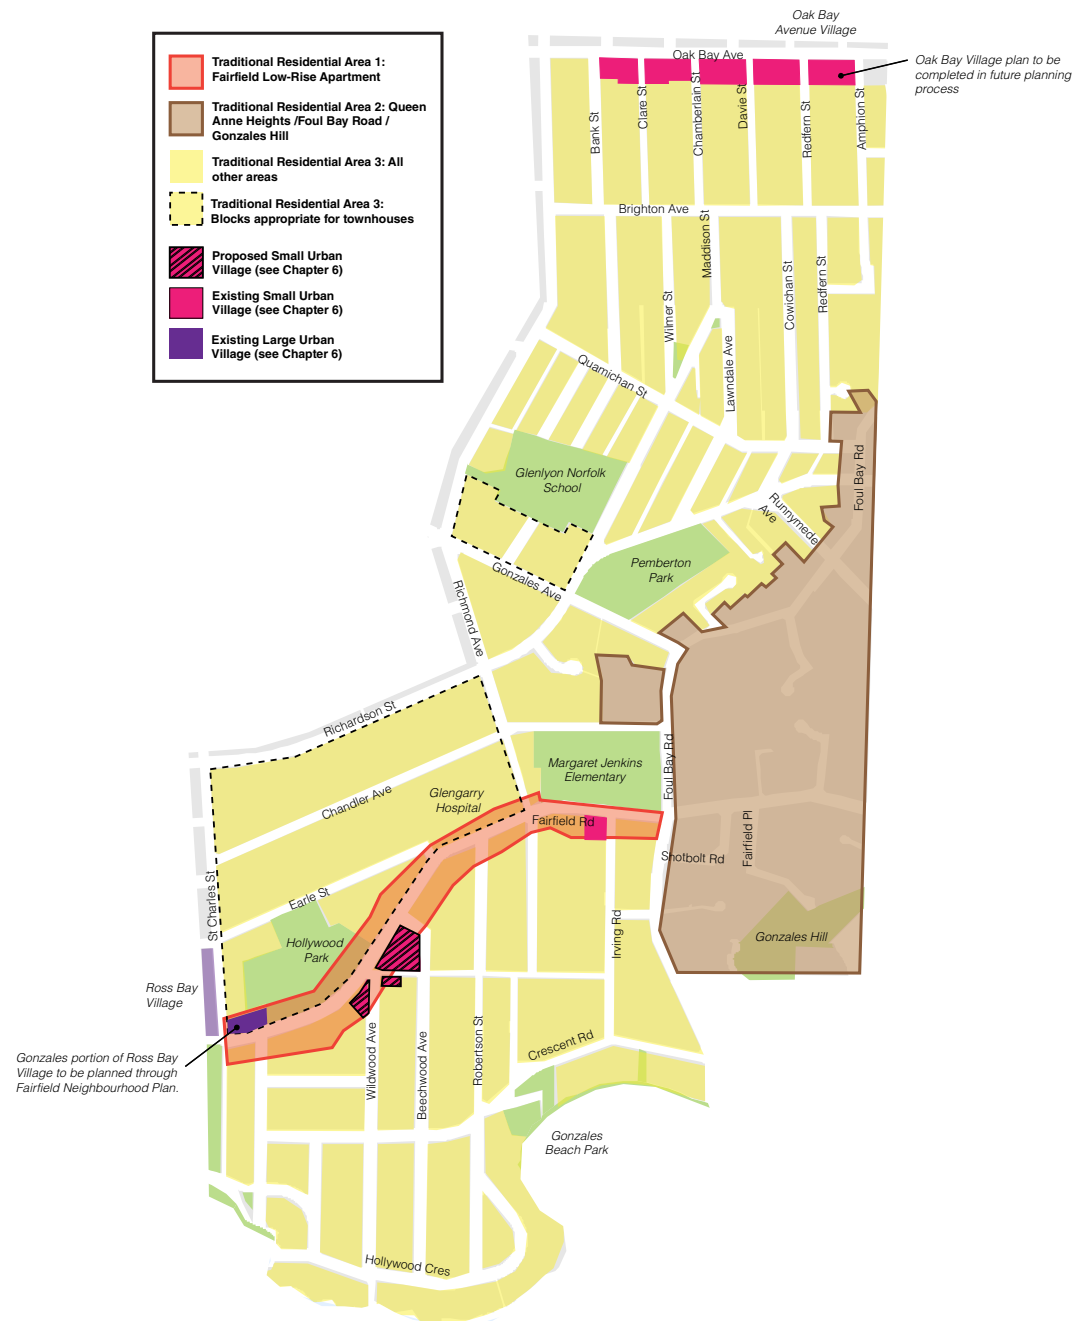 Oak Bay
Avenue Village
Oak Bay Ave
Oak Bay Village plan to be
completed in future planning
process
Traditional Residential Area 1:
Fairfield Low-Rise Apartment
Traditional Residential Area 2: Queen
Anne Heights /Foul Bay Road /
Gonzales Hill
Traditional Residential Area 3: All
other areas
Traditional Residential Area 3:
Blocks appropriate for townhouses
Proposed Small Urban
Village (see Chapter 6)
Existing Small Urban
Village (see Chapter 6)
Existing Large Urban
Village (see Chapter 6)
Bank St
Clare St
Chamberlain St
Davie St
Redfern St
Amphion St
Brighton Ave
Maddison St
Wilmer St
Cowichan St
Redfern St
Lawndale Ave
Quamichan St
Glenlyon Norfolk
School
Foul Bay Rd
Runnymede
Ave
Pemberton
Park
Gonzales Ave
Richmond Ave
Richardson St
Chandler Ave
Glengarry
Hospital
Margaret Jenkins
Elementary
Foul Bay Rd
Fairfield Rd
Fairfield Pl
Shotbolt Rd
St Charles St
Earle St
Hollywood
Park
Irving Rd
Gonzales Hill
Ross Bay
Village
Gonzales portion of Ross Bay
Village to be planned through
Fairfield Neighbourhood Plan.
Wildwood Ave
Beechwood Ave
Robertson St
Crescent Rd
Gonzales
Beach Park
Hollywood Cres